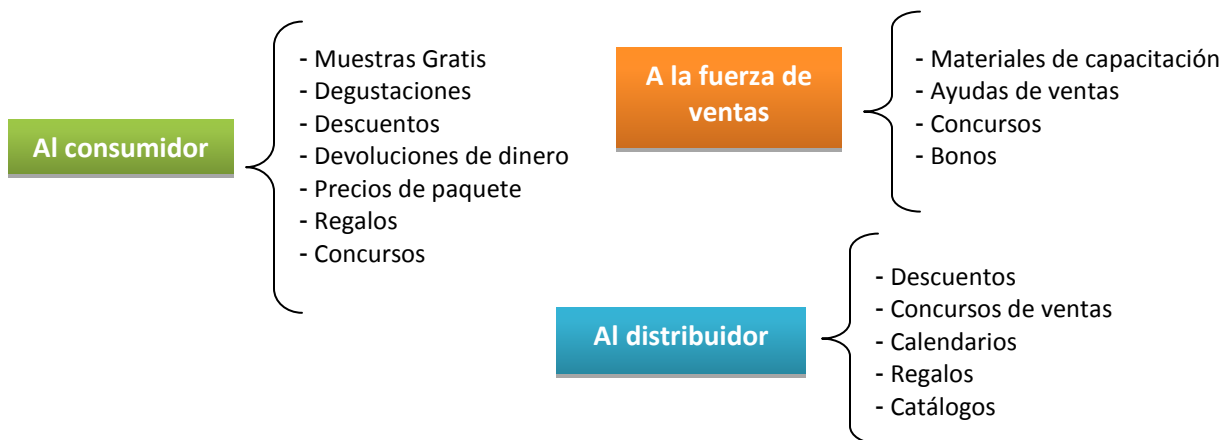 Al consumidor
- Muestras Gratis
- Degustaciones
- Descuentos
- Devoluciones de dinero
- Precios de paquete
- Regalos
- Concursos
A la fuerza de
ventas
- Materiales de capacitación
- Ayudas de ventas
- Concursos
- Bonos
Al distribuidor
- Descuentos
- Concursos de ventas
- Calendarios
- Regalos
- Catálogos